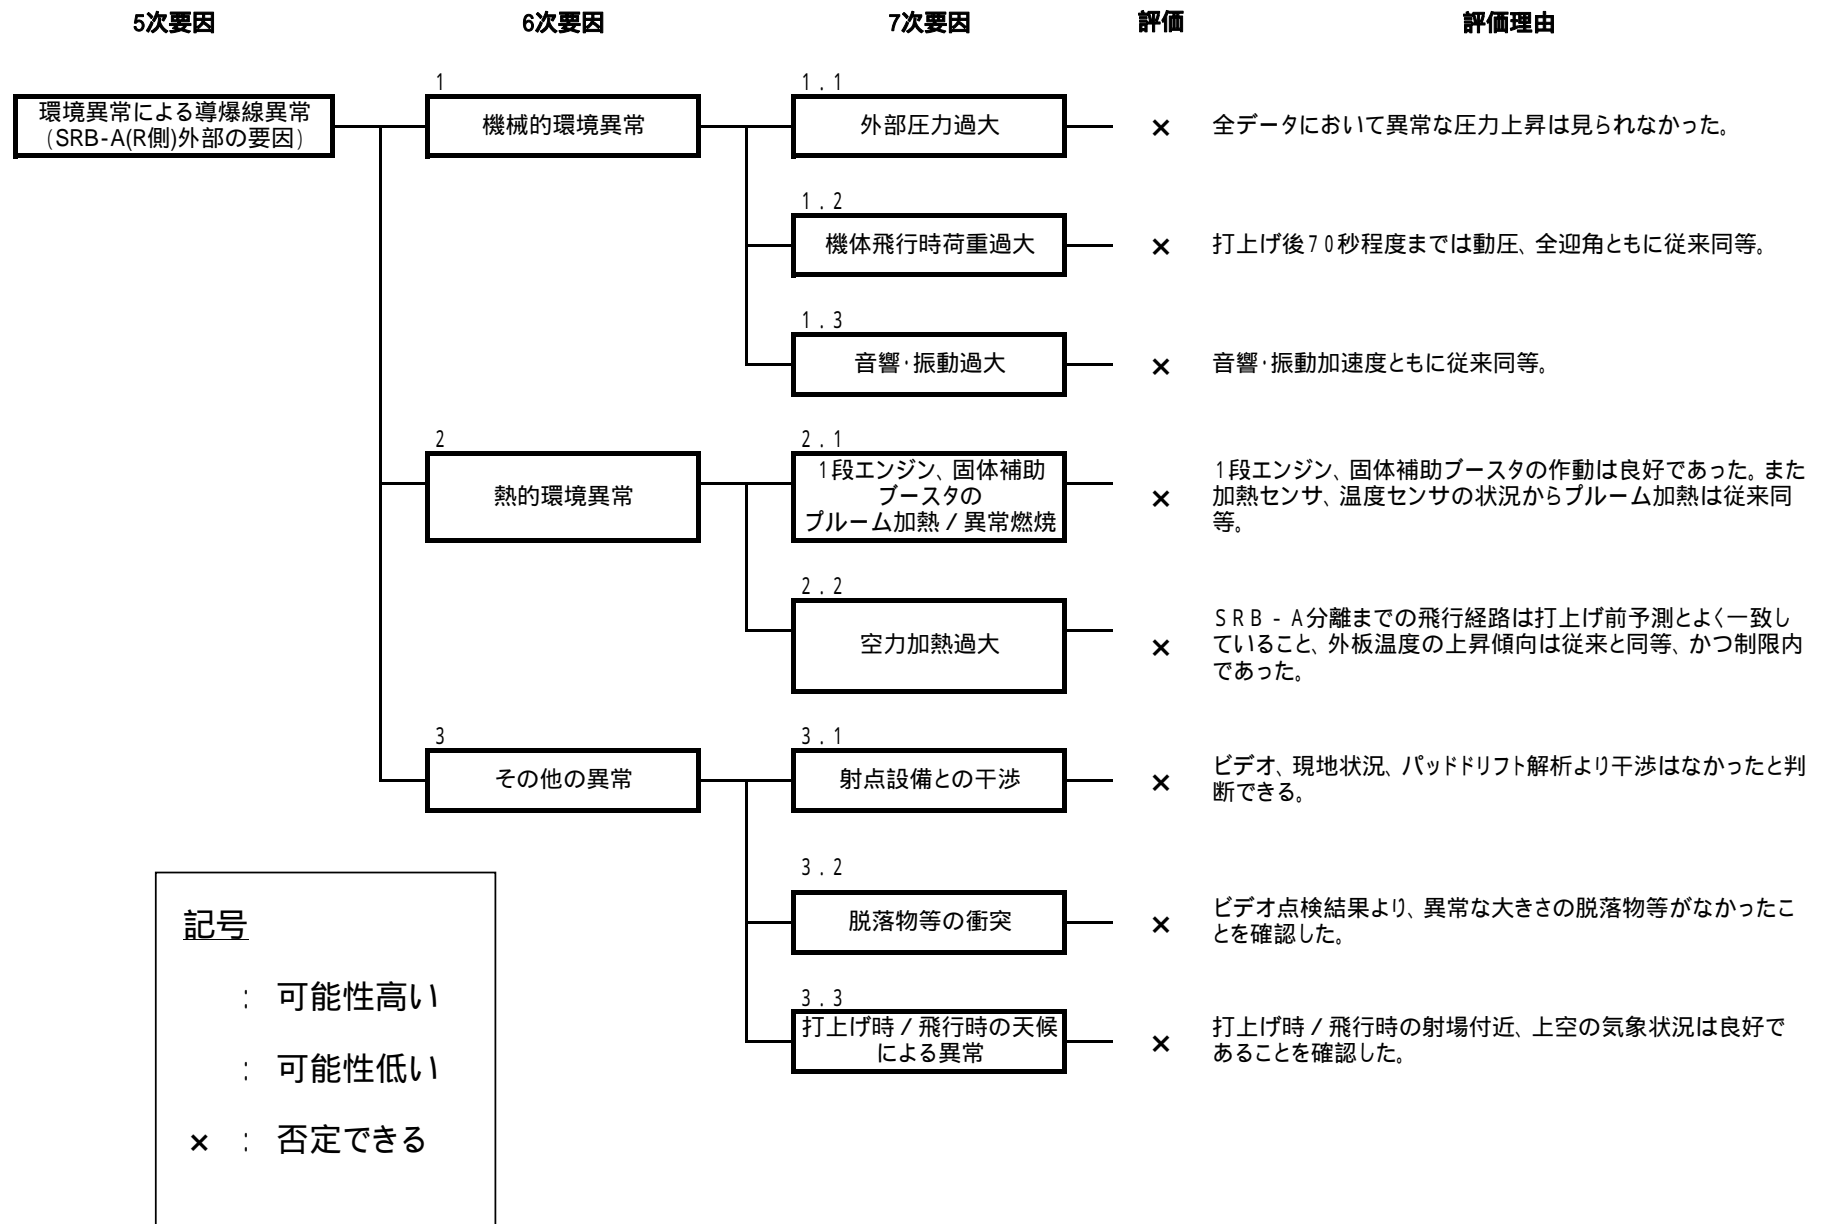 5次要因 6次要因 7次要因 評価 評価理由
環境異常による導爆線異常
(SRB-A(R側)外部の要因)
1
機械的環境異常
1.1
外部圧力過大
×
全データにおいて異常な圧力上昇は見られなかった。
1.2
機体飛行時荷重過大
×
打上げ後70秒程度までは動圧、全迎角ともに従来同等。
1.3
音響・振動過大
×
音響・振動加速度ともに従来同等。
2
熱的環境異常
2.1
1段エンジン、固体補助
ブースタの
プルーム加熱/異常燃焼
×
1段エンジン、固体補助ブースタの作動は良好であった。また
加熱センサ、温度センサの状況からプルーム加熱は従来同
等。
2.2
空力加熱過大
×
SRB-A分離までの飛行経路は打上げ前予測とよく一致し
ていること、外板温度の上昇傾向は従来と同等、かつ制限内
であった。
3
その他の異常
3.1
射点設備との干渉
×
ビデオ、現地状況、パッドドリフト解析より干渉はなかったと判
断できる。
3.2
脱落物等の衝突
×
ビデオ点検結果より、異常な大きさの脱落物等がなかったこ
とを確認した。
3.3
打上げ時/飛行時の天候
による異常
×
打上げ時/飛行時の射場付近、上空の気象状況は良好で
あることを確認した。
記号
: 可能性高い
: 可能性低い
× : 否定できる